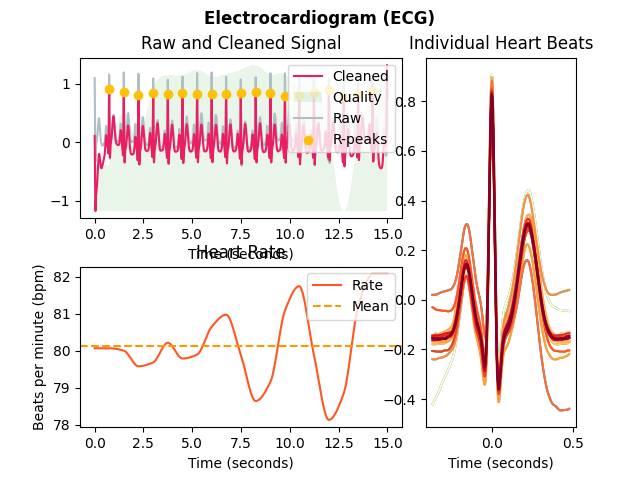 Electrocardiogram (ECG)
Raw and Cleaned Signal
Cleaned
Quality
Raw
R-peaks
1
0
−1
0.0 2.5 5.0 7.5 10.0 12.5 15.0
Time (seconds)
Heart Rate
Rate
Mean
Beats per minute (bpm)
82
81
80
79
78
0.0 2.5 5.0 7.5 10.0 12.5 15.0
Time (seconds)
Individual Heart Beats
0.8
0.6
0.4
0.2
0.0
−0.2
−0.4
0.0 0.5
Time (seconds)